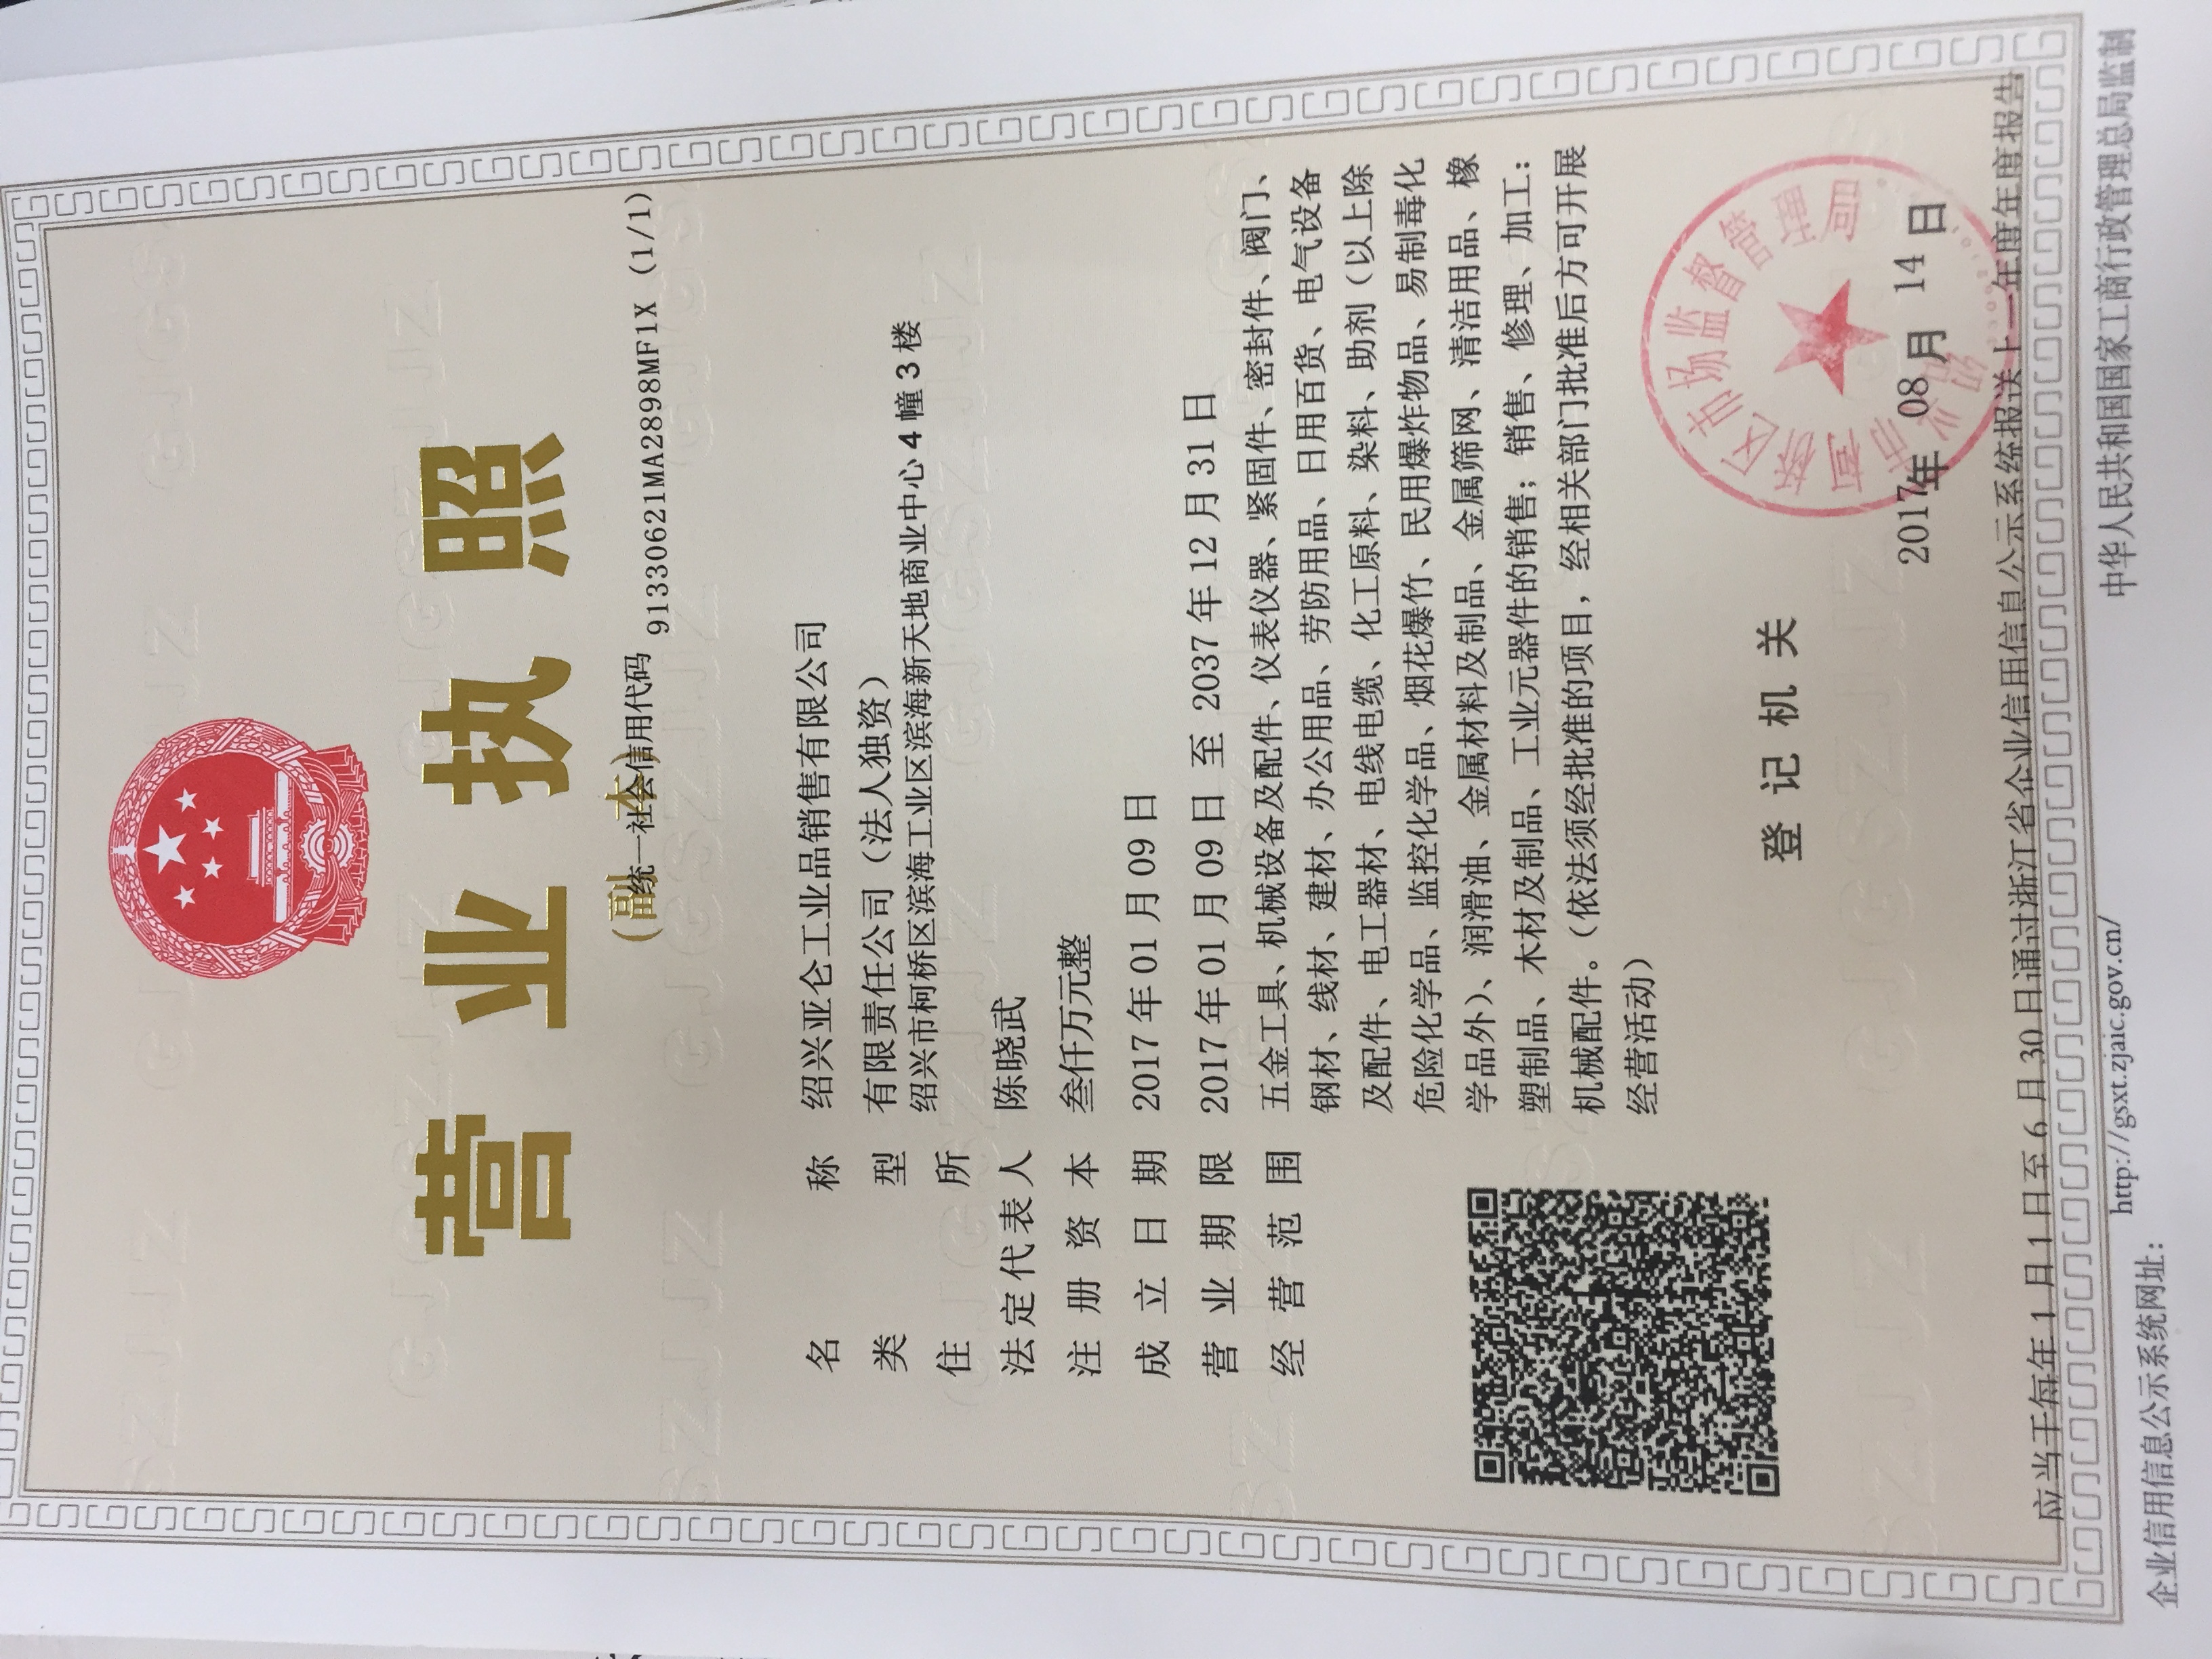 营业执照
(副本)
统一社会信用代码
91330621MA2898MF1X (1/1)
名称 绍兴亚仑工业品销售有限公司
类型 有限责任公司（法人独资）
住所 绍兴市柯桥区滨海工业区滨海新天地商业中心4幢3楼
法定代表人 陈晓武
注册资本 叁仟万元整
成立日期 2017年01月09日
营业期限 2017年01月09日 至 2037年12月31日
经营范围 五金工具、机械设备及配件、仪表仪器、紧固件、密封件、阀门、
钢材、线材、建材、办公用品、劳防用品、日用百货、电气设备
及配件、电工器材、电线电缆、化工原料、染料、助剂（以上除
危险化学品、监控化学品、烟花爆竹、民用爆炸物品、易制毒化
学品外）、润滑油、金属材料及制品、金属筛网、清洁用品、橡
塑制品、木材及制品、工业元器件的销售；销售、修理、加工：
机械配件。（依法须经批准的项目，经相关部门批准后方可开展
经营活动）
登记机关
绍兴市柯桥区市场监督管理局
2017年 08月 14日
应当于每年1月1日至6月30日通过浙江省企业信用信息公示系统报送上一年度年度报告
企业信用信息公示系统网址： http://gsxt.zjaic.gov.cn/ 中华人民共和国国家工商行政管理总局监制